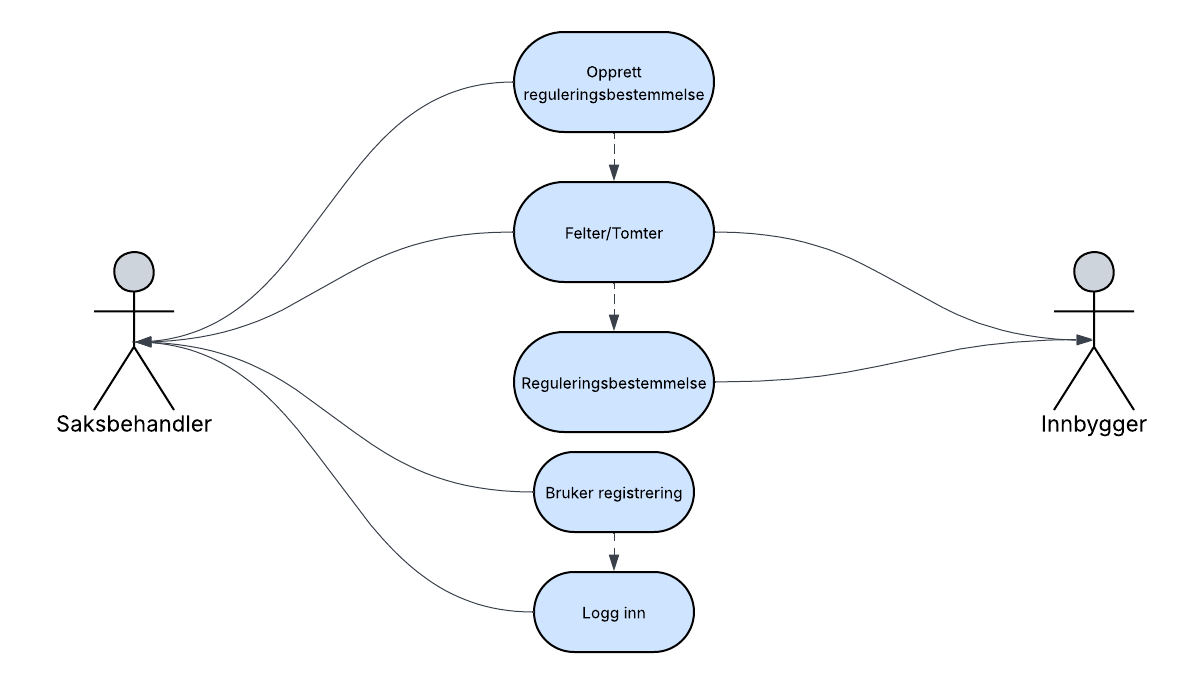 Opprett
reguleringsbestemmelse
Felter/Tomter
Reguleringsbestemmelse
Saksbehandler
Innbygger
Bruker registrering
Logg inn